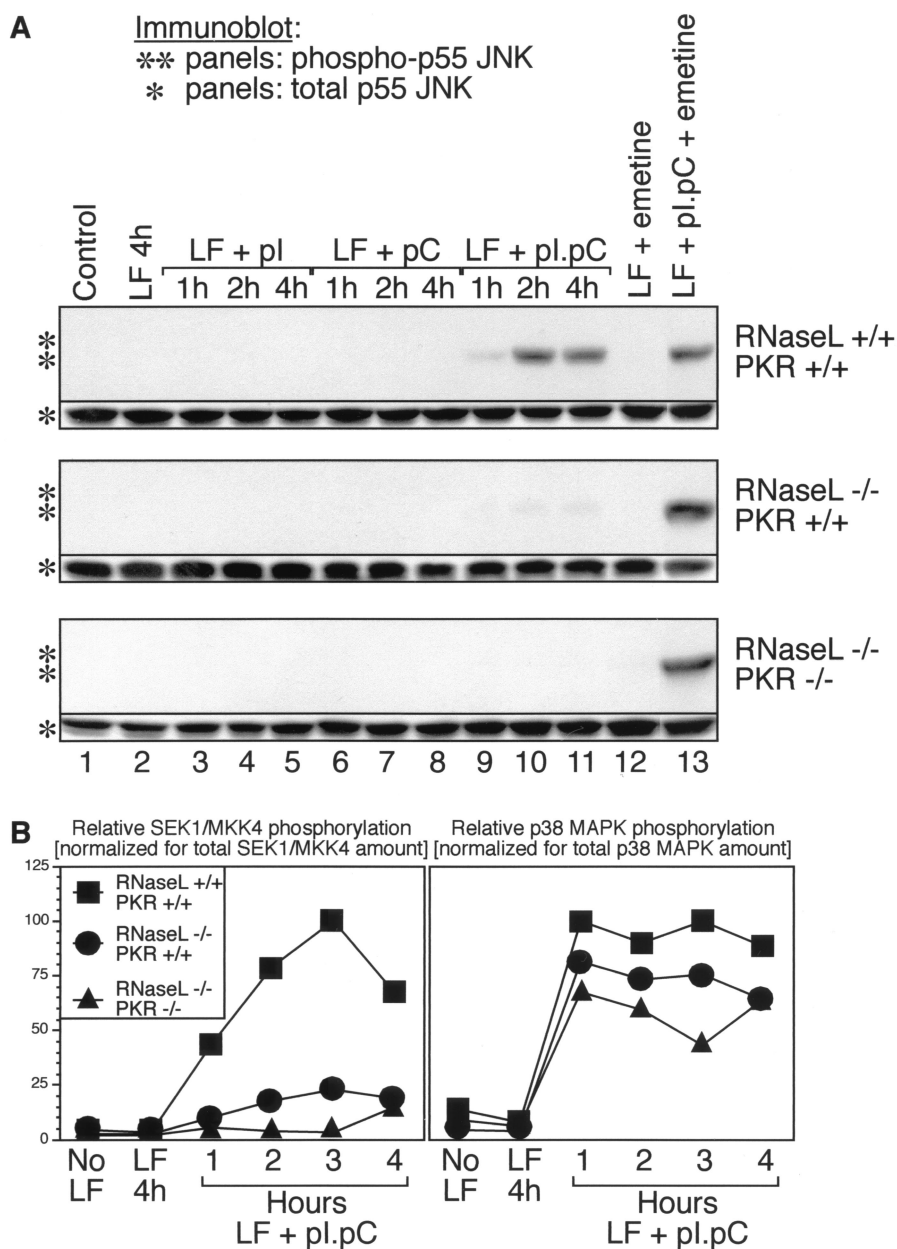 A
Immunoblot:
** panels: phospho-p55 JNK
* panels: total p55 JNK
Control
LF 4h
LF + pI
LF + pC
LF + pI.pC
LF + emetine
LF + pI.pC + emetine
1h 2h 4h 1h 2h 4h 1h 2h 4h
**
RNaseL +/+
PKR +/+
*
**
RNaseL -/-
PKR +/+
*
**
RNaseL -/-
PKR -/-
*
1 2 3 4 5 6 7 8 9 10 11 12 13
B
Relative SEK1/MKK4 phosphorylation
[normalized for total SEK1/MKK4 amount]
Relative p38 MAPK phosphorylation
[normalized for total p38 MAPK amount]
125
100
75
50
25
0
RNaseL +/+
PKR +/+
RNaseL -/-
PKR +/+
RNaseL -/-
PKR -/-
No LF
LF 4h
1 2 3 4
Hours
LF + pI.pC
No LF
LF 4h
1 2 3 4
Hours
LF + pI.pC